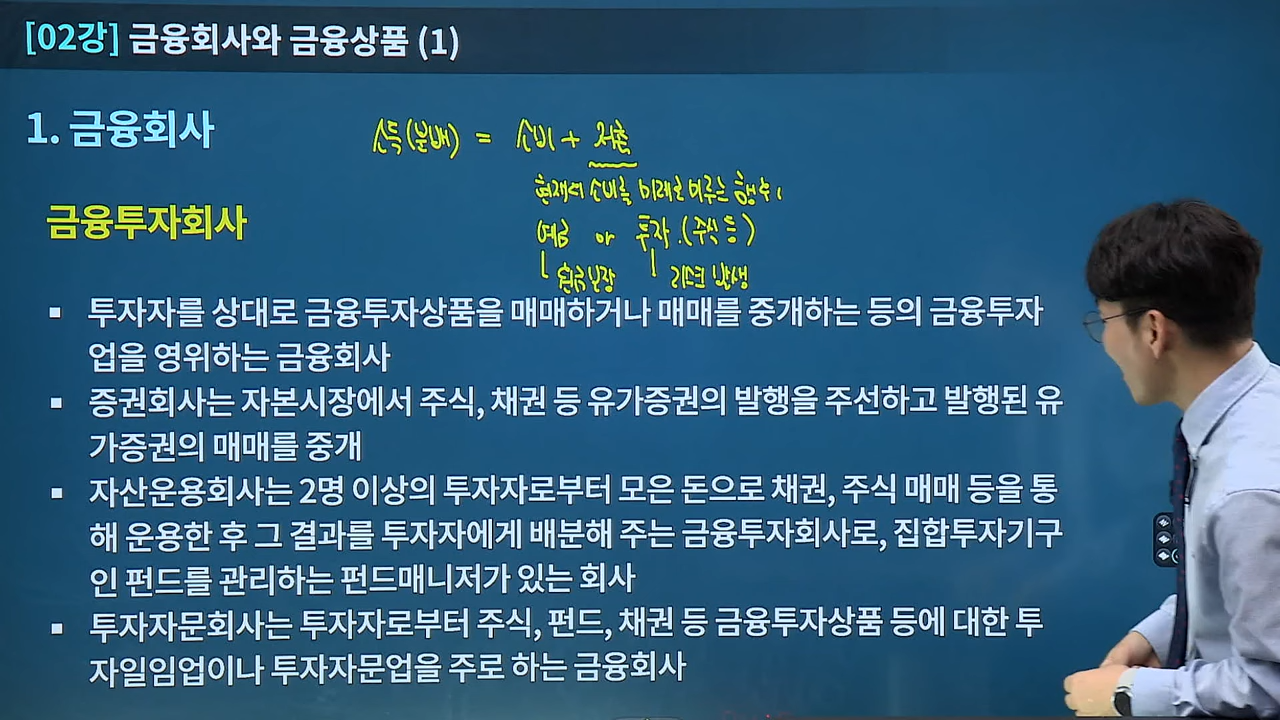 [02강] 금융회사와 금융상품 (1)
1. 금융회사
소득(분배) = 소비 + 저축
현재의 소비를 미래로 미루는 행위
예금 or 투자.(주식 등)
원금보장 리스크 발생
금융투자회사
▪ 투자자를 상대로 금융투자상품을 매매하거나 매매를 중개하는 등의 금융투자
업을 영위하는 금융회사
▪ 증권회사는 자본시장에서 주식, 채권 등 유가증권의 발행을 주선하고 발행된 유
가증권의 매매를 중개
▪ 자산운용회사는 2명 이상의 투자자로부터 모은 돈으로 채권, 주식 매매 등을 통
해 운용한 후 그 결과를 투자자에게 배분해 주는 금융투자회사로, 집합투자기구
인 펀드를 관리하는 펀드매니저가 있는 회사
▪ 투자자문회사는 투자자로부터 주식, 펀드, 채권 등 금융투자상품 등에 대한 투
자일임업이나 투자자문업을 주로 하는 금융회사